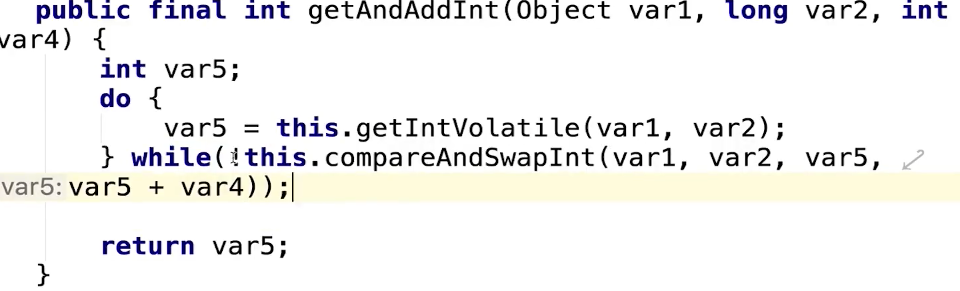 public final int getAndAddInt(Object var1, long var2, int
var4) {
int var5;
do {
var5 = this.getIntVolatile(var1, var2);
} while(!this.compareAndSwapInt(var1, var2, var5,
var5: var5 + var4));
return var5;
}